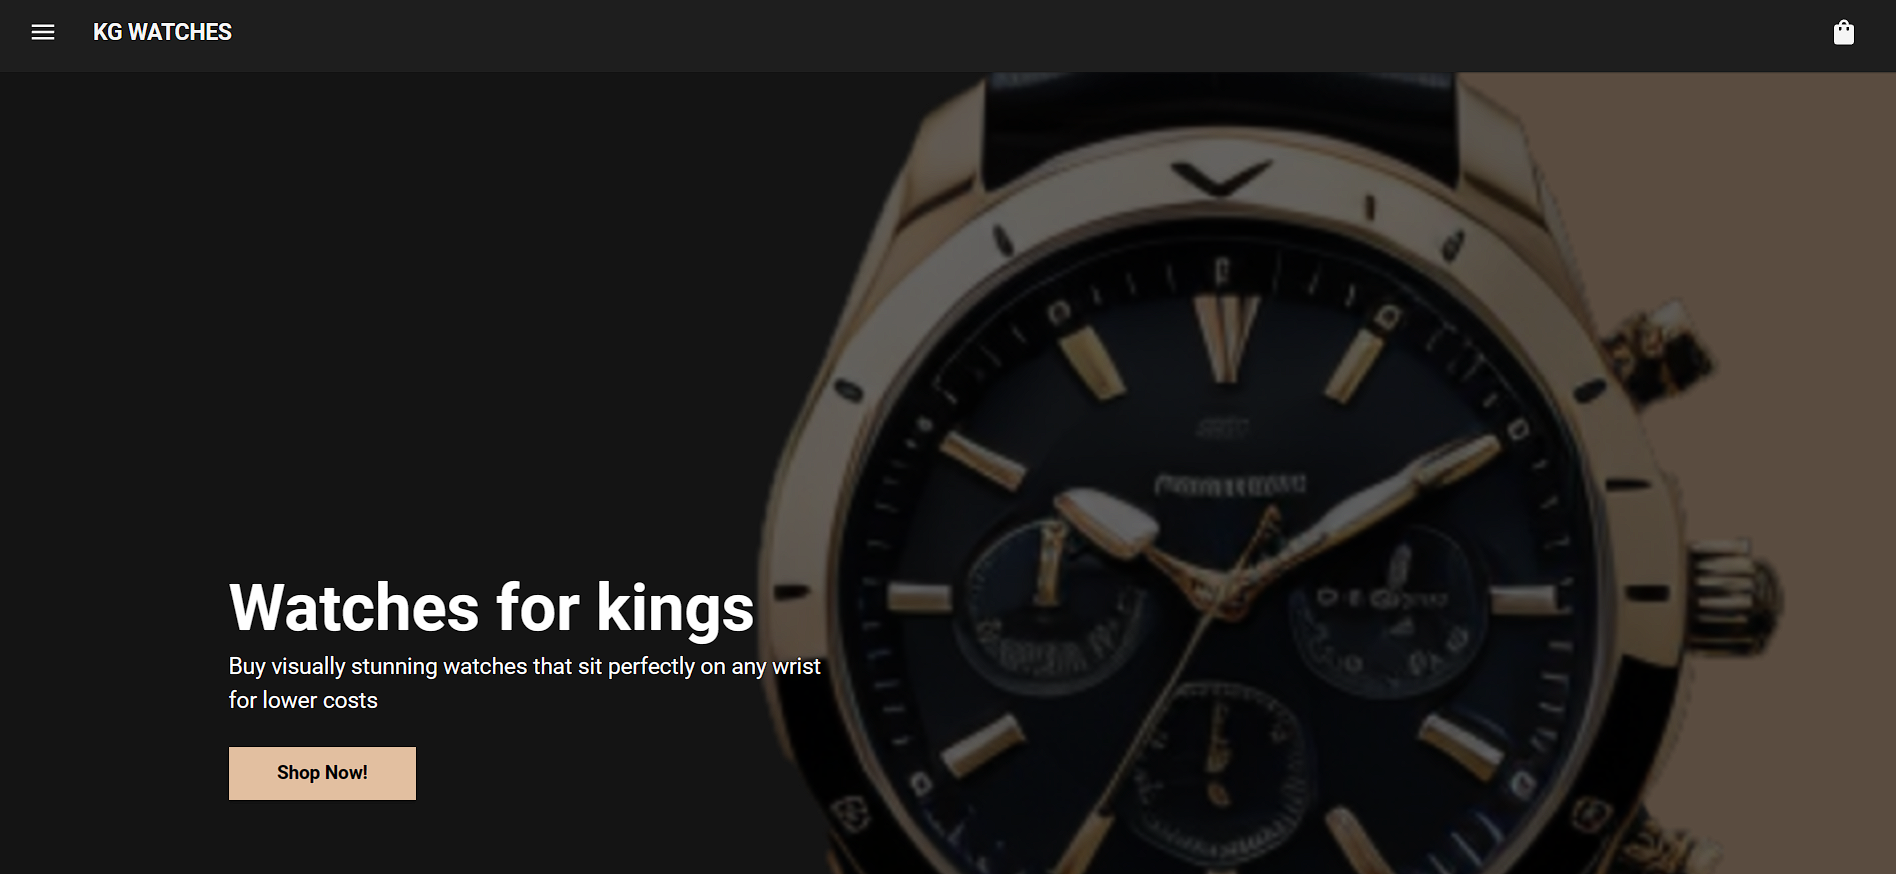 KG WATCHES
Watches for kings
Buy visually stunning watches that sit perfectly on any wrist
for lower costs
Shop Now!